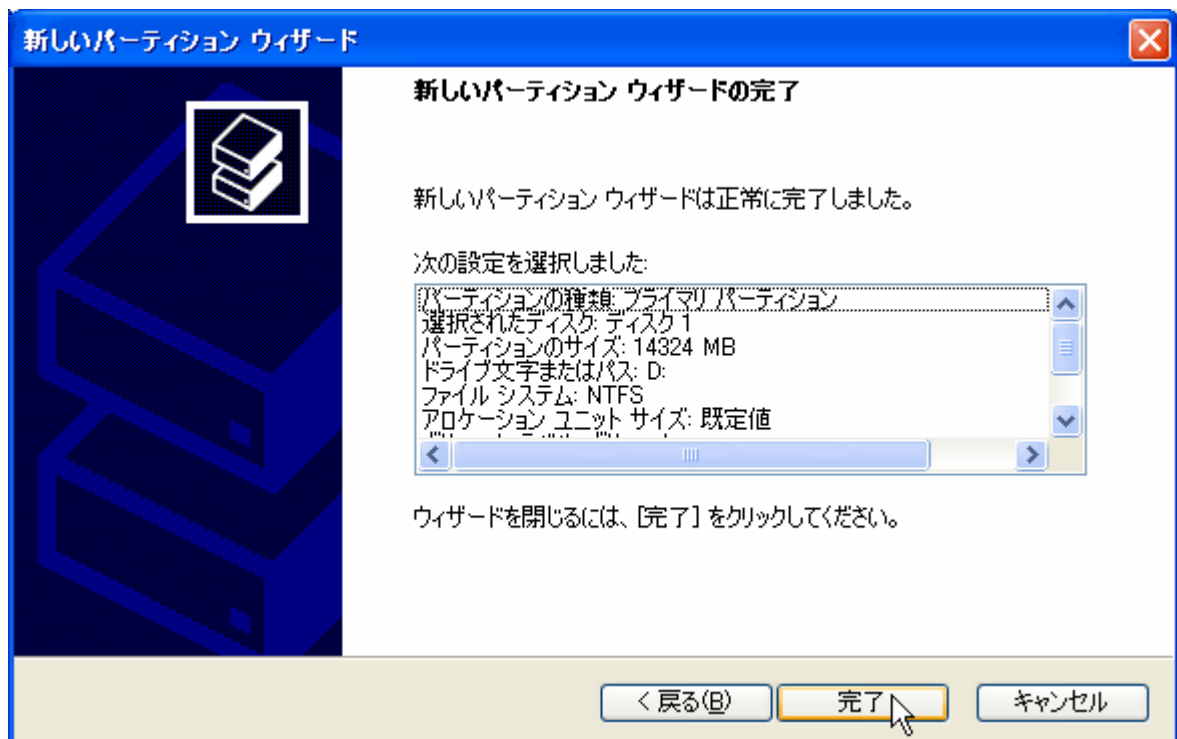 新しいパーティション ウィザード
新しいパーティション ウィザードの完了
新しいパーティション ウィザードは正常に完了しました。
次の設定を選択しました:
パーティションの種類: プライマリ パーティション
選択されたディスク: ディスク 1
パーティションのサイズ: 14324 MB
ドライブ文字またはパス: D:
ファイル システム: NTFS
アロケーション ユニット サイズ: 既定値
ウィザードを閉じるには、[完了] をクリックしてください。
< 戻る(B)
完了
キャンセル